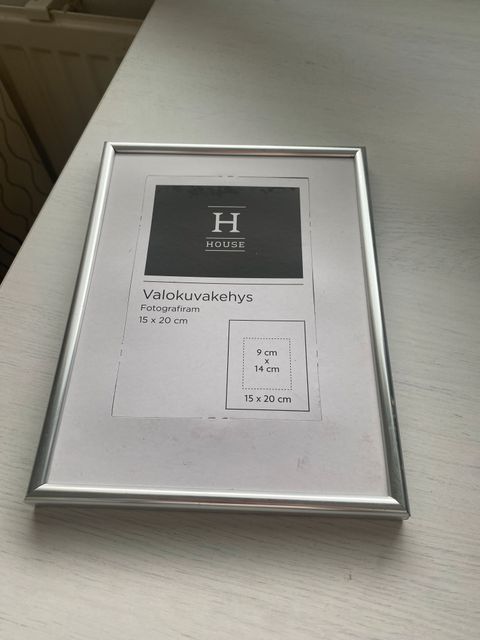 H
HOUSE
Valokuvakehys
Fotografiram
15 x 20 cm
9 cm
x
14 cm
15 x 20 cm